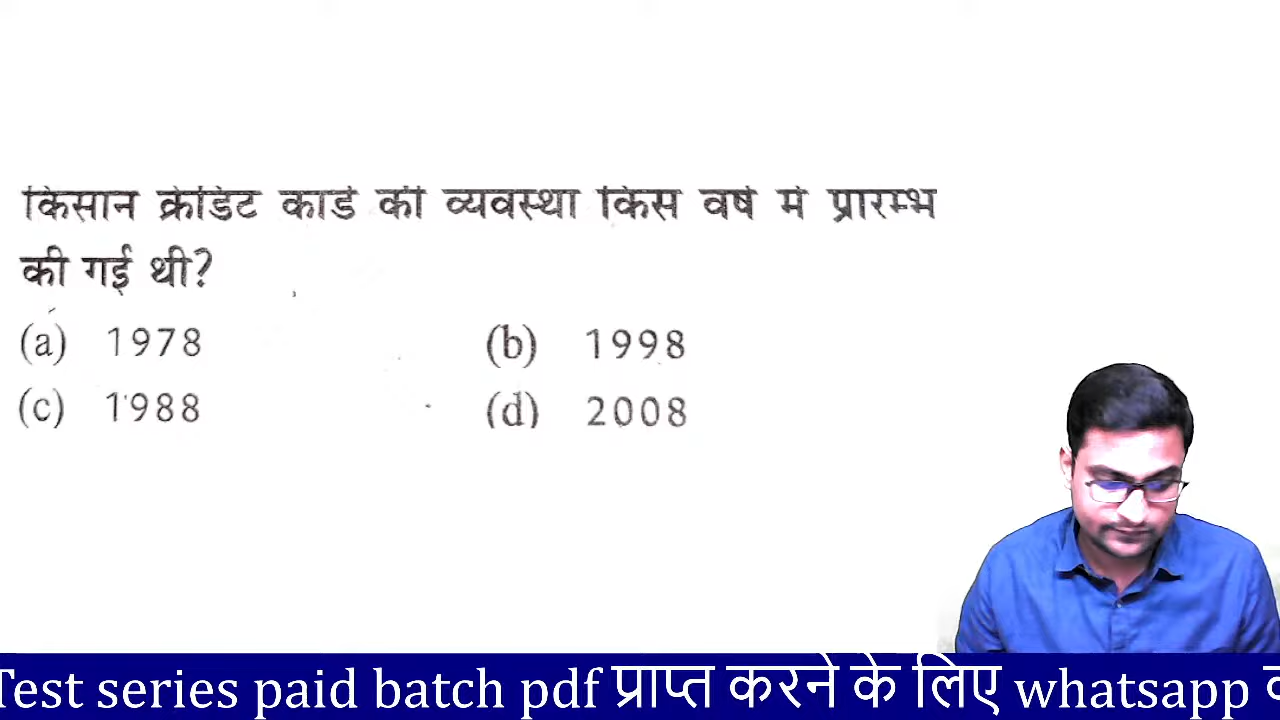 किसान क्रेडिट कार्ड की व्यवस्था किस वर्ष में प्रारम्भ
की गई थी?
(a) 1978 (b) 1998
(c) 1988 (d) 2008
Test series paid batch pdf प्राप्त करने के लिए whatsapp